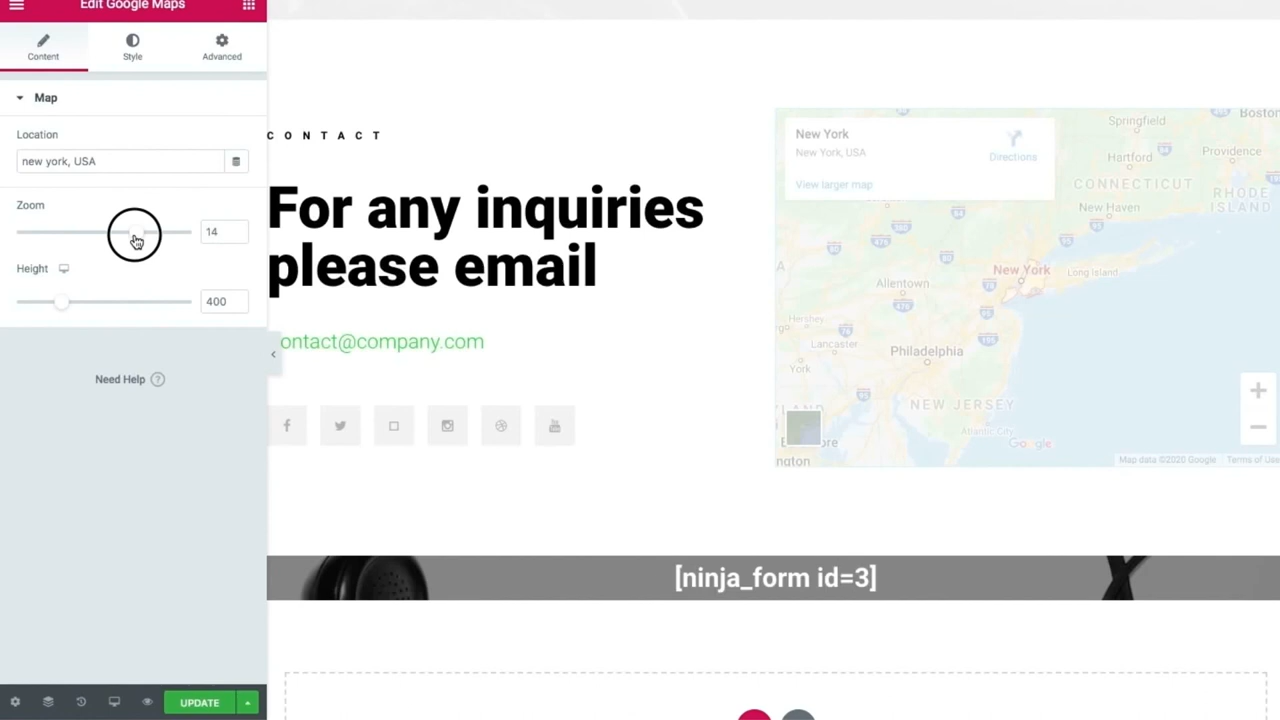 Edit Google Maps
Content
Style
Advanced
Map
Location
new york, USA
Zoom
14
Height
400
Need Help ?
UPDATE
CONTACT
For any inquiries
please email
ontact@company.com
New York
New York, USA
Directions
View larger map
Springfield
Boston
Hartford
Providence
CONNECTICUT
RHODE
ISLAND
New Haven
New York
Long Island
Allentown
Hershey
Lancaster
Philadelphia
York
NEW JERSEY
Atlantic City
Google
Map data ©2020 Google
Terms of Use
[ninja_form id=3]